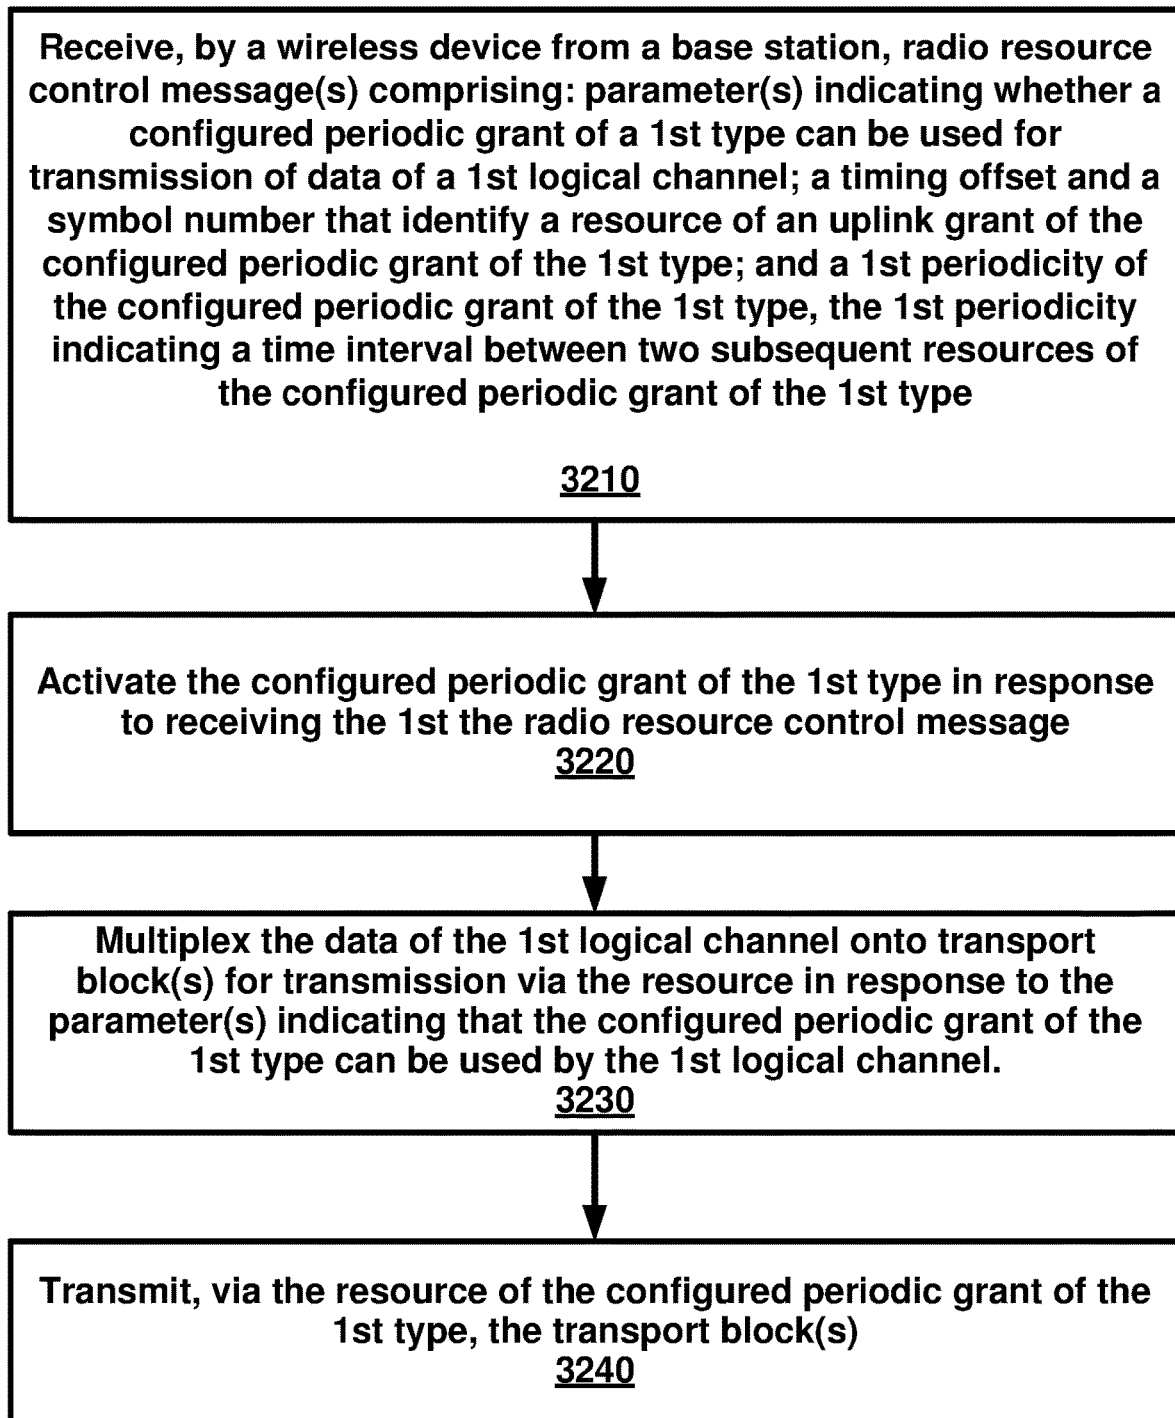 Receive, by a wireless device from a base station, radio resource
control message(s) comprising: parameter(s) indicating whether a
configured periodic grant of a 1st type can be used for
transmission of data of a 1st logical channel; a timing offset and a
symbol number that identify a resource of an uplink grant of the
configured periodic grant of the 1st type; and a 1st periodicity of
the configured periodic grant of the 1st type, the 1st periodicity
indicating a time interval between two subsequent resources of
the configured periodic grant of the 1st type
3210
Activate the configured periodic grant of the 1st type in response
to receiving the 1st the radio resource control message
3220
Multiplex the data of the 1st logical channel onto transport
block(s) for transmission via the resource in response to the
parameter(s) indicating that the configured periodic grant of the
1st type can be used by the 1st logical channel.
3230
Transmit, via the resource of the configured periodic grant of the
1st type, the transport block(s)
3240